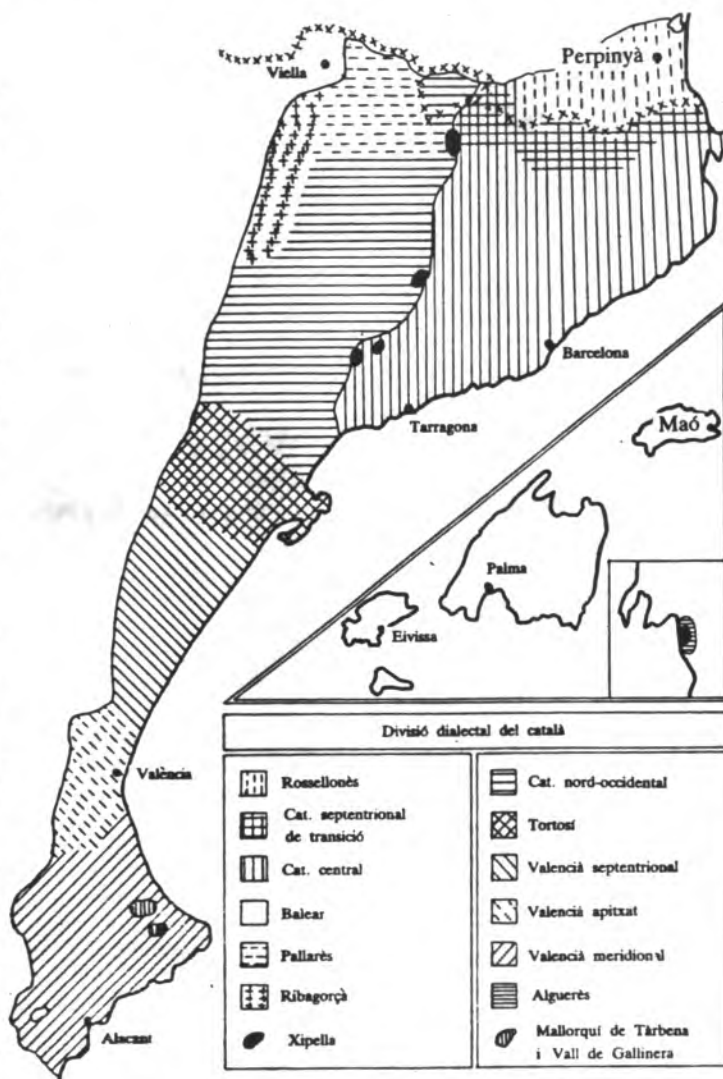 Viella
Perpinyà
Barcelona
Tarragona
Maó
Palma
Eivissa
València
Alacant
Divisió dialectal del català
Rossellonès
Cat. septentrional
de transició
Cat. central
Balear
Pallarès
Ribagorçà
Xipella
Cat. nord-occidental
Tortosí
Valencià septentrional
Valencià apitxat
Valencià meridional
Alguerès
Mallorquí de Tàrbena
i Vall de Gallinera